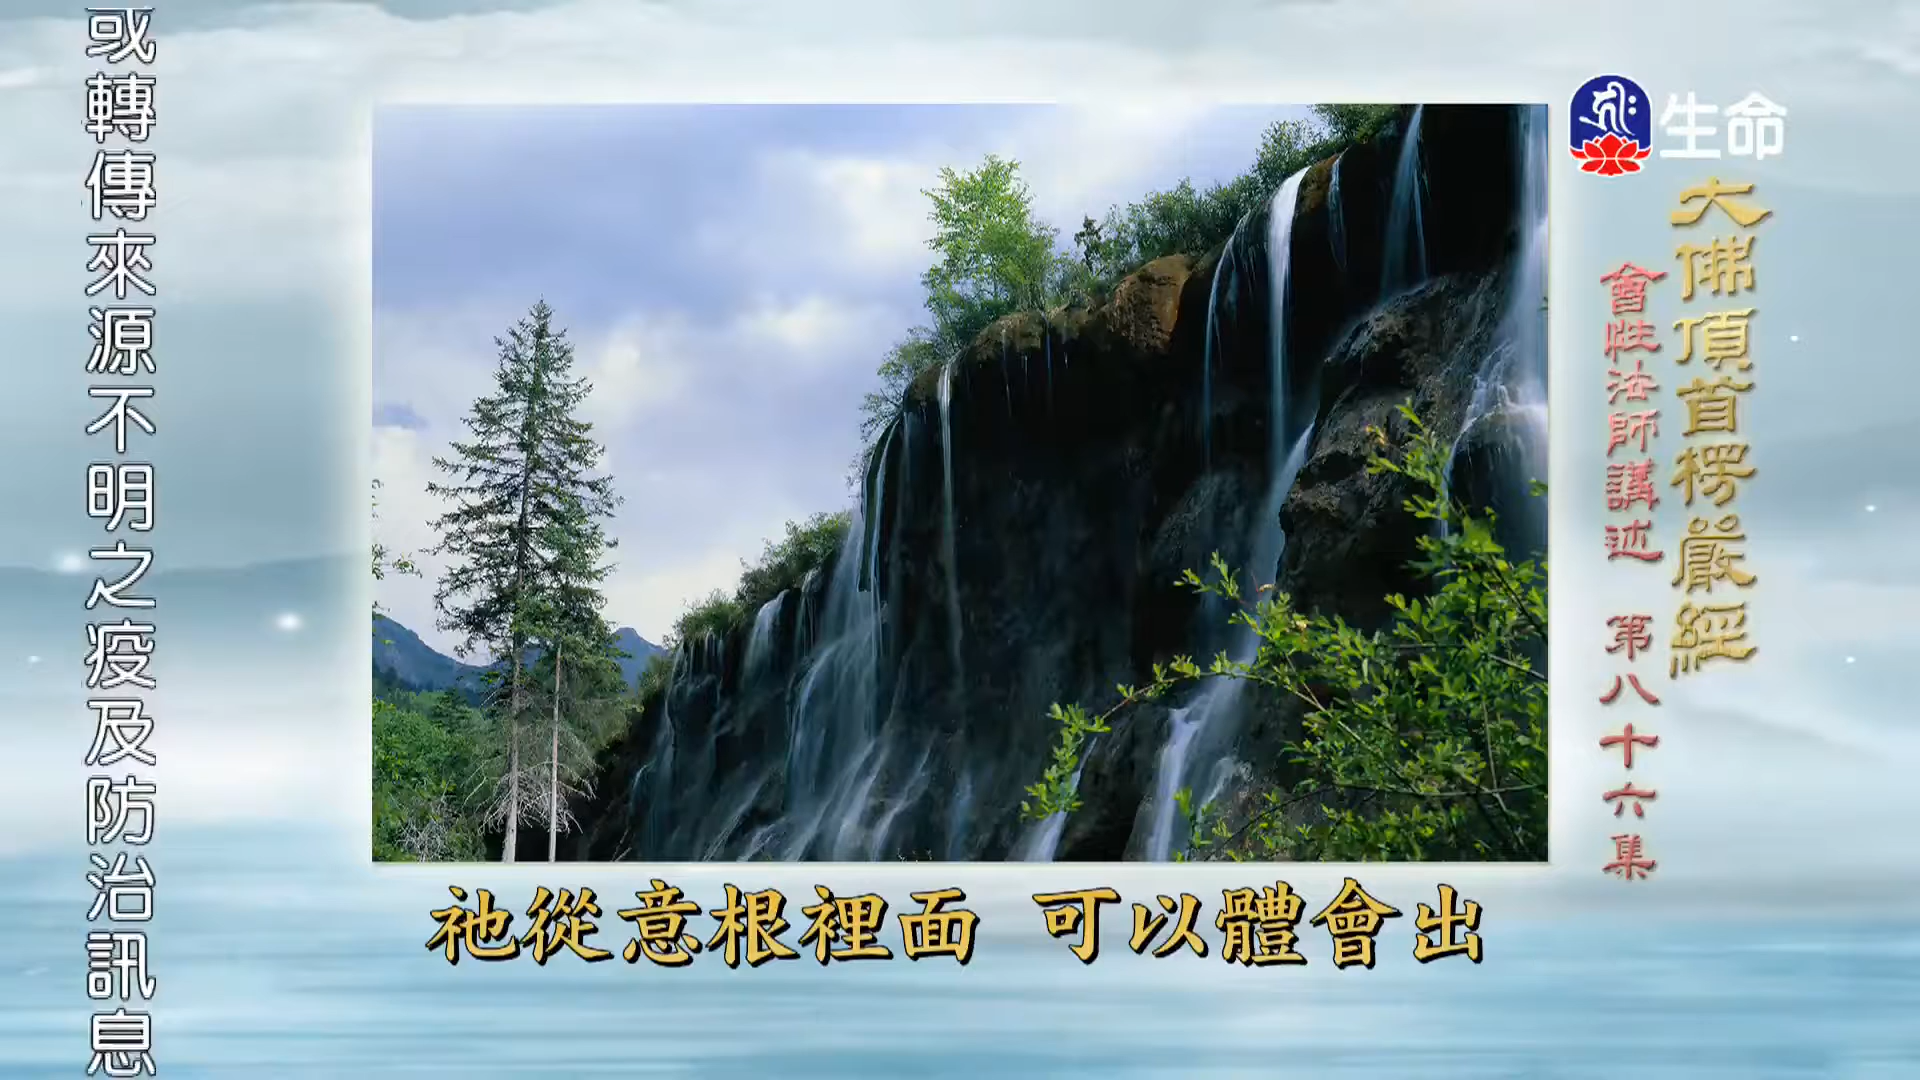 生命
大佛頂首楞嚴經
會性法師講述 第八十六集
或轉傳來源不明之疫及防治訊息
祂從意根裡面 可以體會出